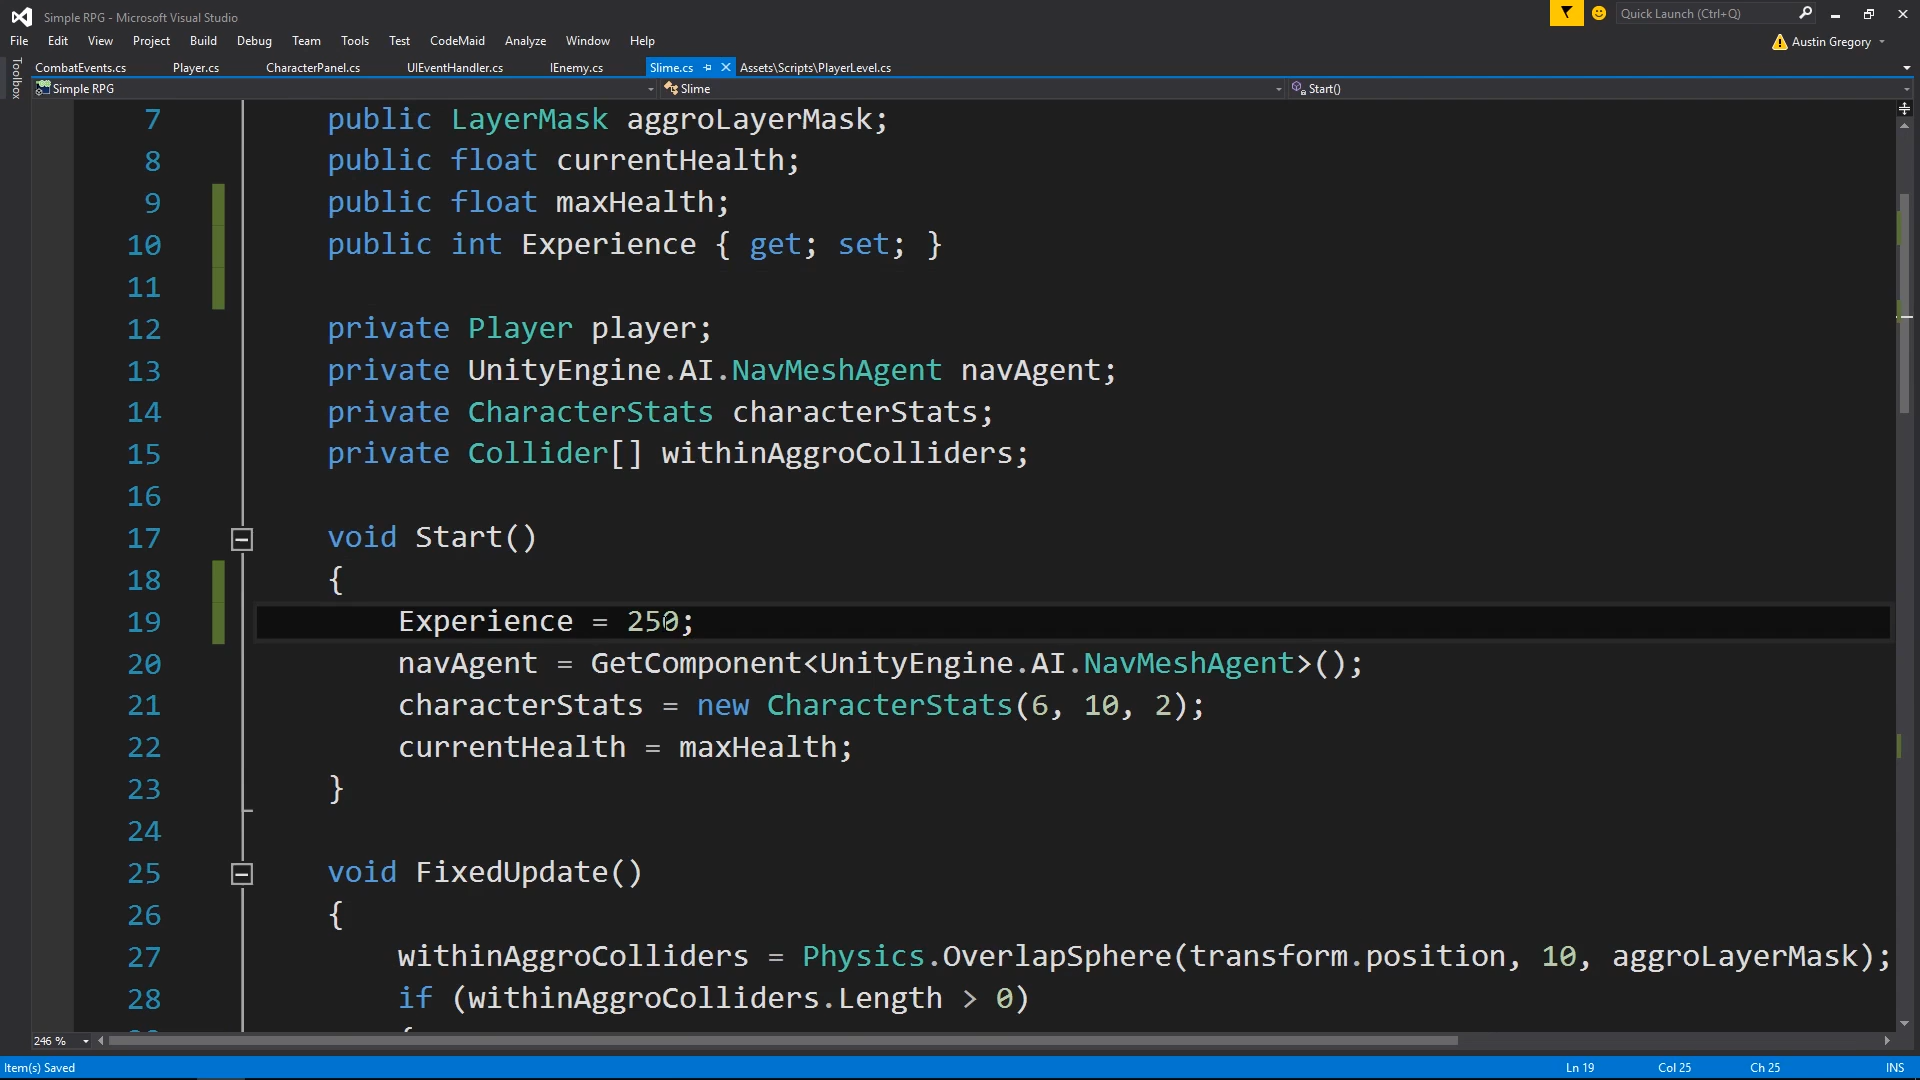 Simple RPG - Microsoft Visual Studio
Quick Launch (Ctrl+Q)
File Edit View Project Build Debug Team Tools Test CodeMaid Analyze Window Help
Austin Gregory
Toolbox
CombatEvents.cs Player.cs CharacterPanel.cs UIEventHandler.cs IEnemy.cs Slime.cs Assets\Scripts\PlayerLevel.cs
Simple RPG Slime Start()
7 public LayerMask aggroLayerMask;
8 public float currentHealth;
9 public float maxHealth;
10 public int Experience { get; set; }
11
12 private Player player;
13 private UnityEngine.AI.NavMeshAgent navAgent;
14 private CharacterStats characterStats;
15 private Collider[] withinAggroColliders;
16
17 void Start()
18 {
19 Experience = 250;
20 navAgent = GetComponent<UnityEngine.AI.NavMeshAgent>();
21 characterStats = new CharacterStats(6, 10, 2);
22 currentHealth = maxHealth;
23 }
24
25 void FixedUpdate()
26 {
27 withinAggroColliders = Physics.OverlapSphere(transform.position, 10, aggroLayerMask);
28 if (withinAggroColliders.Length > 0)
246 %
Item(s) Saved Ln 19 Col 25 Ch 25 INS